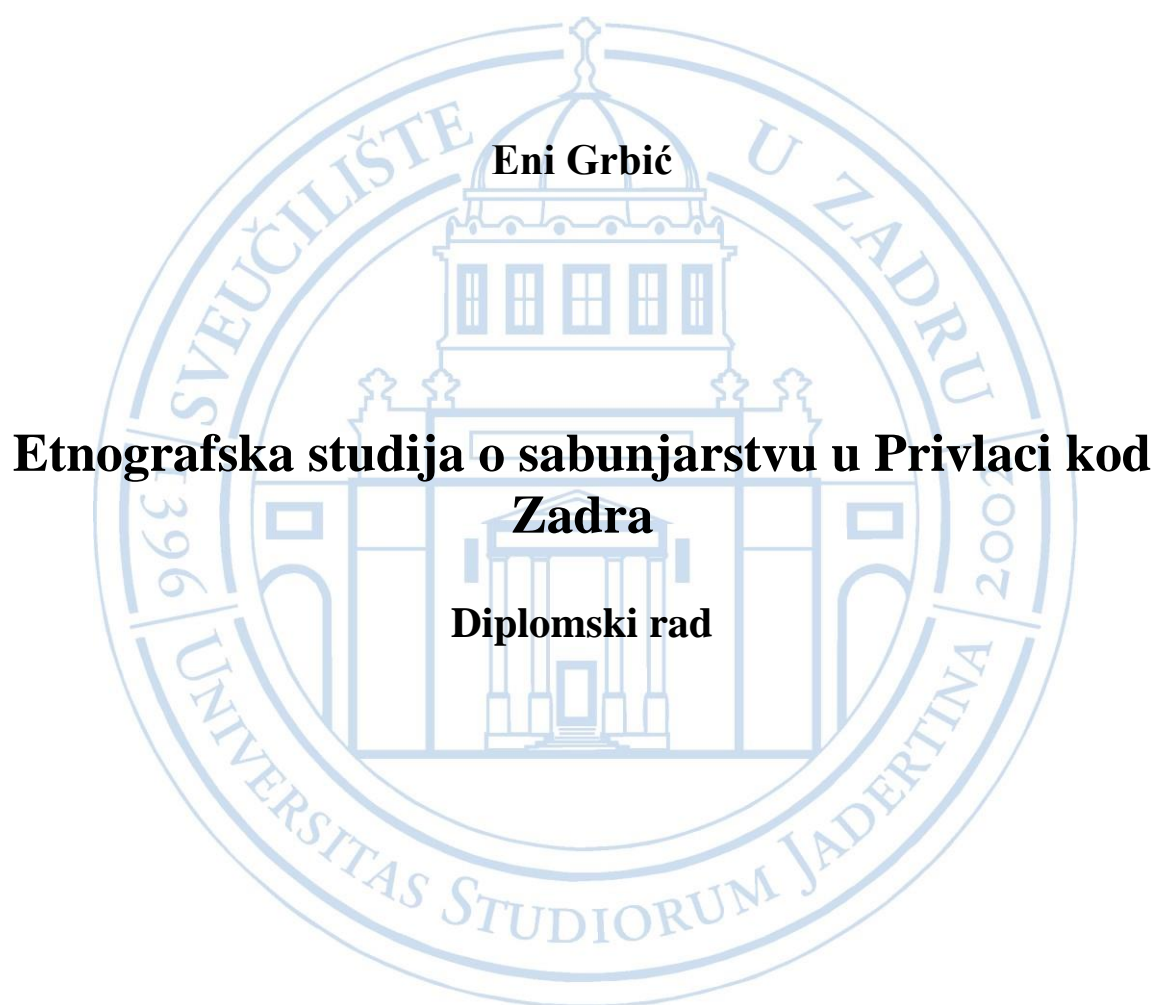 SVEUČILIŠTE U ZADRU
Eni Grbić
Etnografska studija o sabunjarstvu u Privlaci kod
Zadra
1396
2002
Diplomski rad
UNIVERSITAS STUDIORUM JADERTINA